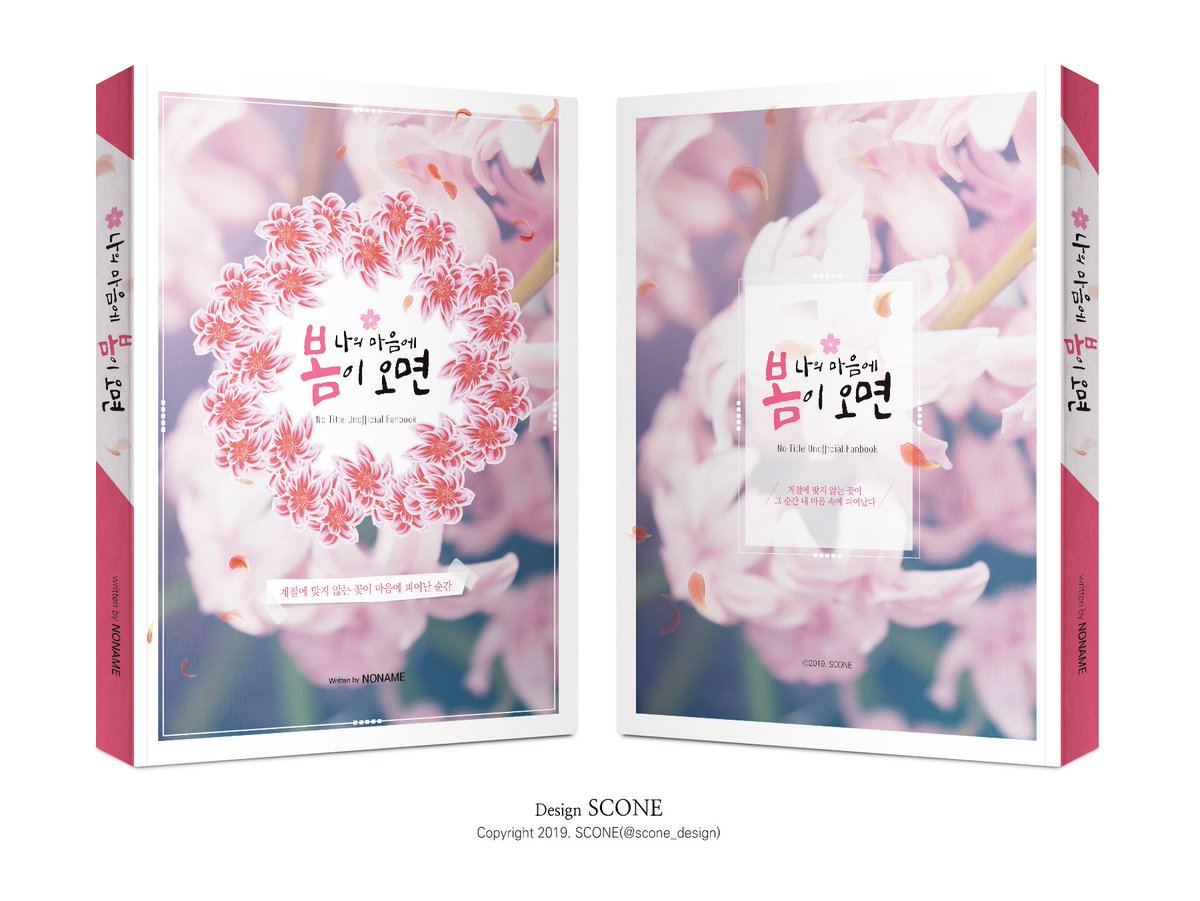 나의 마음에 봄이 오면
written by NONAME
나의 마음에
봄이 오면
No Title Unofficial Fanbook
계절에 맞지 않는 꽃이 마음에 피어난 순간
Written by NONAME
나의 마음에
봄이 오면
No Title Unofficial Fanbook
계절에 맞지 않는 꽃이
그 순간 내 마음 속에 피어났다
©2019. SCONE
나의 마음에 봄이 오면
written by NONAME
Design SCONE
Copyright 2019. SCONE(@scone_design)